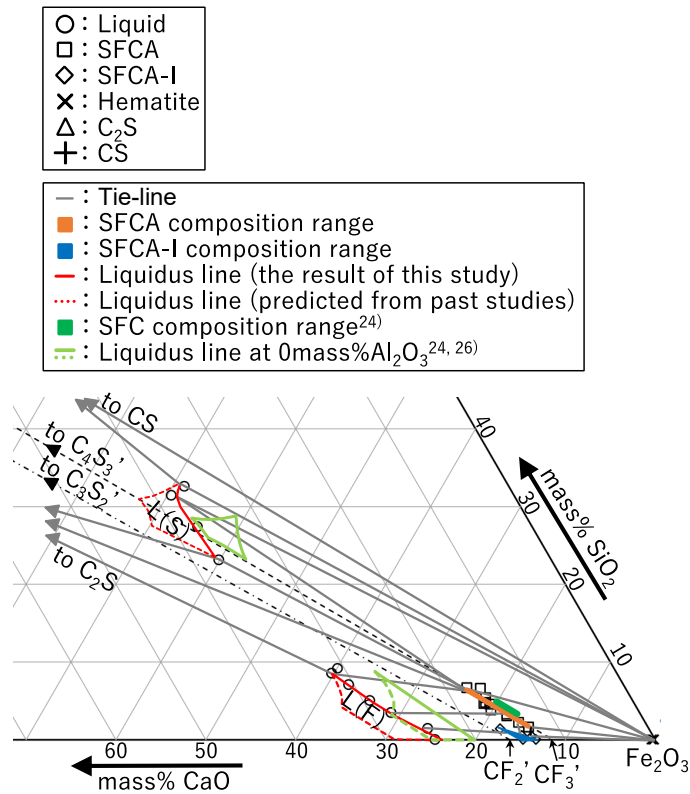 ○ : Liquid
□ : SFCA
◇ : SFCA-I
× : Hematite
△ : C₂S
+ : CS
— : Tie-line
■ : SFCA composition range
■ : SFCA-I composition range
— : Liquidus line (the result of this study)
┈ : Liquidus line (predicted from past studies)
■ : SFC composition range²⁴⁾
: Liquidus line at 0mass%Al₂O₃²⁴, ²⁶⁾
to CS
to C₄S₃'
to C₃S₂'
to C₂S
L(S)
L(F)
40
30
20
10
mass% SiO₂
60
50
40
30
20
10
Fe₂O₃
CF₂' CF₃'
mass% CaO